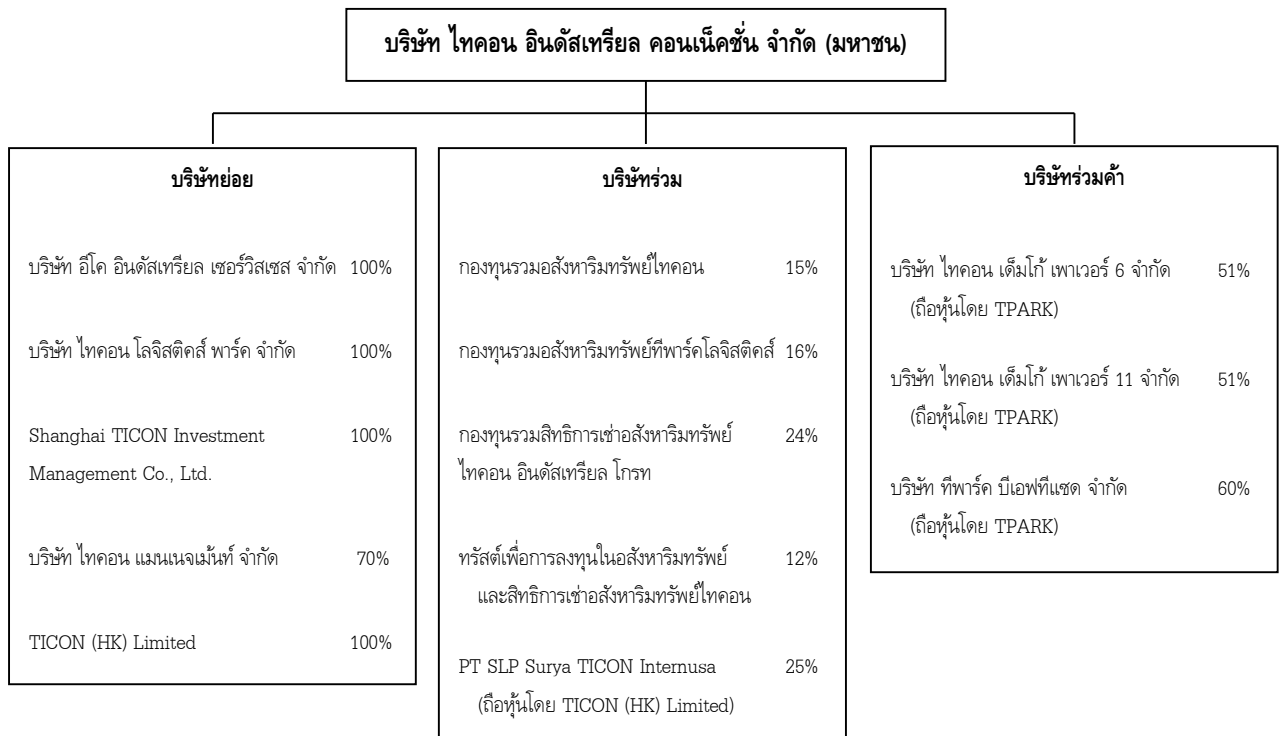 บริษัท ไทคอน อินดัสเทรียล คอนเน็คชั่น จำกัด (มหาชน)
บริษัทย่อย
บริษัท อีโค อินดัสเทรียล เซอร์วิสเซส จำกัด 100%
บริษัท ไทคอน โลจิสติคส์ พาร์ค จำกัด 100%
Shanghai TICON Investment 100%
Management Co., Ltd.
บริษัท ไทคอน แมนเนจเม้นท์ จำกัด 70%
TICON (HK) Limited 100%
บริษัทร่วม
กองทุนรวมอสังหาริมทรัพย์ไทคอน 15%
กองทุนรวมอสังหาริมทรัพย์ทีพาร์คโลจิสติคส์ 16%
กองทุนรวมสิทธิการเช่าอสังหาริมทรัพย์ 24%
ไทคอน อินดัสเทรียล โกรท
ทรัสต์เพื่อการลงทุนในอสังหาริมทรัพย์ 12%
และสิทธิการเช่าอสังหาริมทรัพย์ไทคอน
PT SLP Surya TICON Internusa 25%
(ถือหุ้นโดย TICON (HK) Limited)
บริษัทร่วมค้า
บริษัท ไทคอน เด็มโก้ เพาเวอร์ 6 จำกัด 51%
(ถือหุ้นโดย TPARK)
บริษัท ไทคอน เด็มโก้ เพาเวอร์ 11 จำกัด 51%
(ถือหุ้นโดย TPARK)
บริษัท ทีพาร์ค บีเอฟทีแซด จำกัด 60%
(ถือหุ้นโดย TPARK)